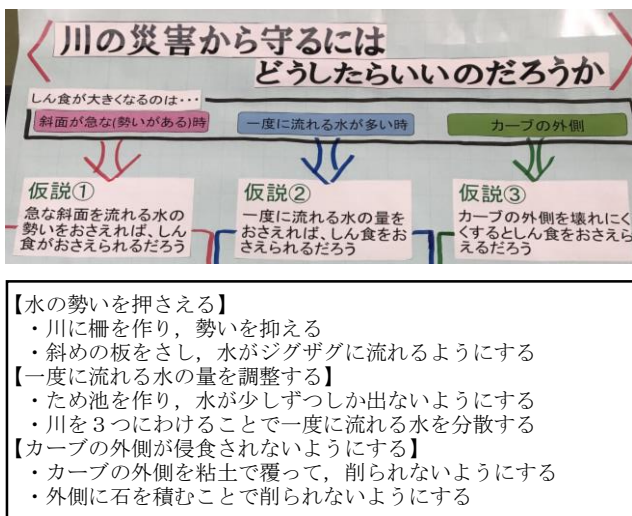 川の災害から守るには
どうしたらいいのだろうか
しん食が大きくなるのは・・・
斜面が急な(勢いがある)時
一度に流れる水が多い時
カーブの外側
仮説①
急な斜面を流れる水の
勢いをおさえれば、しん
食がおさえられるだろう
仮説②
一度に流れる水の量を
おさえれば、しん食をお
さえられるだろう
仮説③
カーブの外側を壊れにく
くするとしん食をおさえら
えるだろう
【水の勢いを押さえる】
・川に柵を作り，勢いを抑える
・斜めの板をさし，水がジグザグに流れるようにする
【一度に流れる水の量を調整する】
・ため池を作り，水が少しずつしか出ないようにする
・川を３つにわけることで一度に流れる水を分散する
【カーブの外側が侵食されないようにする】
・カーブの外側を粘土で覆って，削られないようにする
・外側に石を積むことで削られないようにする